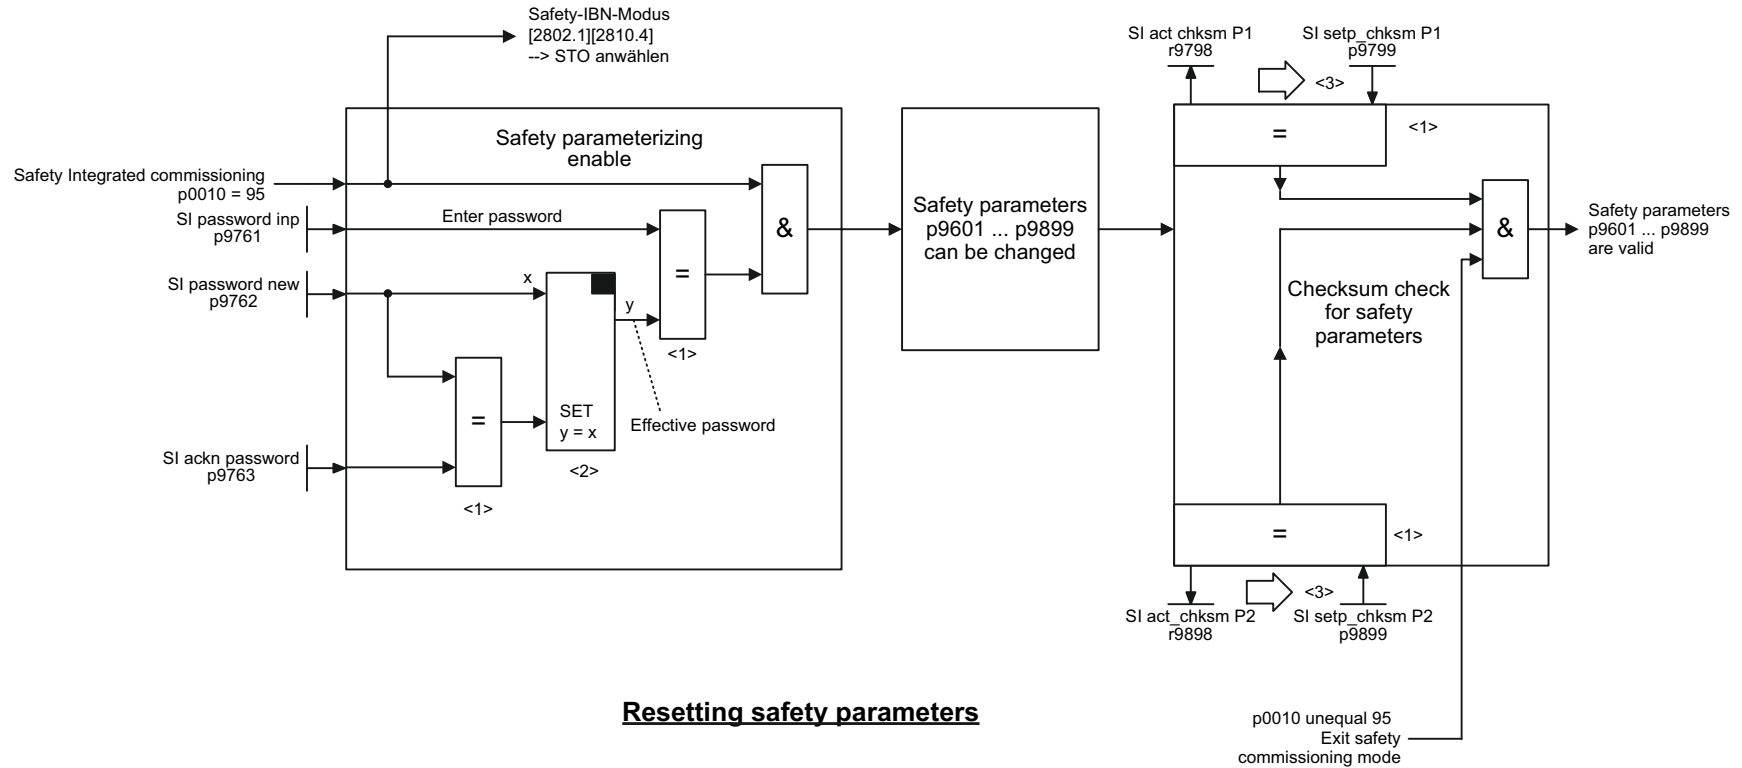 Safety-IBN-Modus
[2802.1][2810.4]
--> STO anwählen
SI act chksm P1
r9798
SI setp_chksm P1
p9799
<3>
Safety parameterizing
enable
=
<1>
Safety Integrated commissioning
p0010 = 95
SI password inp
p9761
Enter password
&
Safety parameters
p9601 ... p9899
can be changed
&
Safety parameters
p9601 ... p9899
are valid
SI password new
p9762
x
y
=
<1>
Checksum check
for safety
parameters
=
SET
y = x
Effective password
SI ackn password
p9763
<2>
<1>
=
<1>
<3>
SI act_chksm P2
r9898
SI setp_chksm P2
p9899
Resetting safety parameters
p0010 unequal 95
Exit safety
commissioning mode